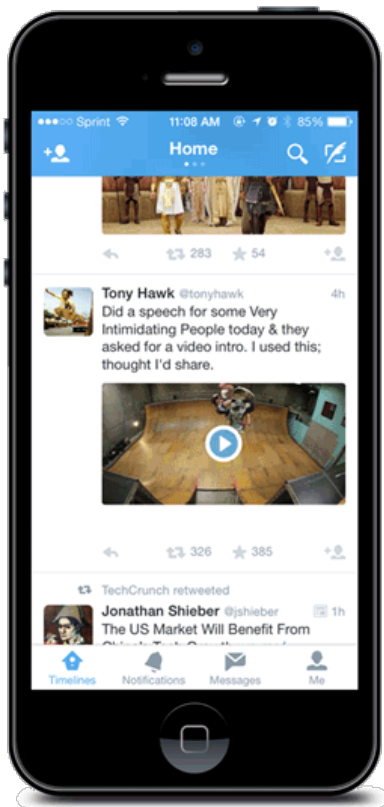 Sprint 11:08 AM 85%
Home
283 54
Tony Hawk @tonyhawk 4h
Did a speech for some Very
Intimidating People today & they
asked for a video intro. I used this;
thought I'd share.
326 385
TechCrunch retweeted
Jonathan Shieber @jshieber 1h
The US Market Will Benefit From
Timelines Notifications Messages Me